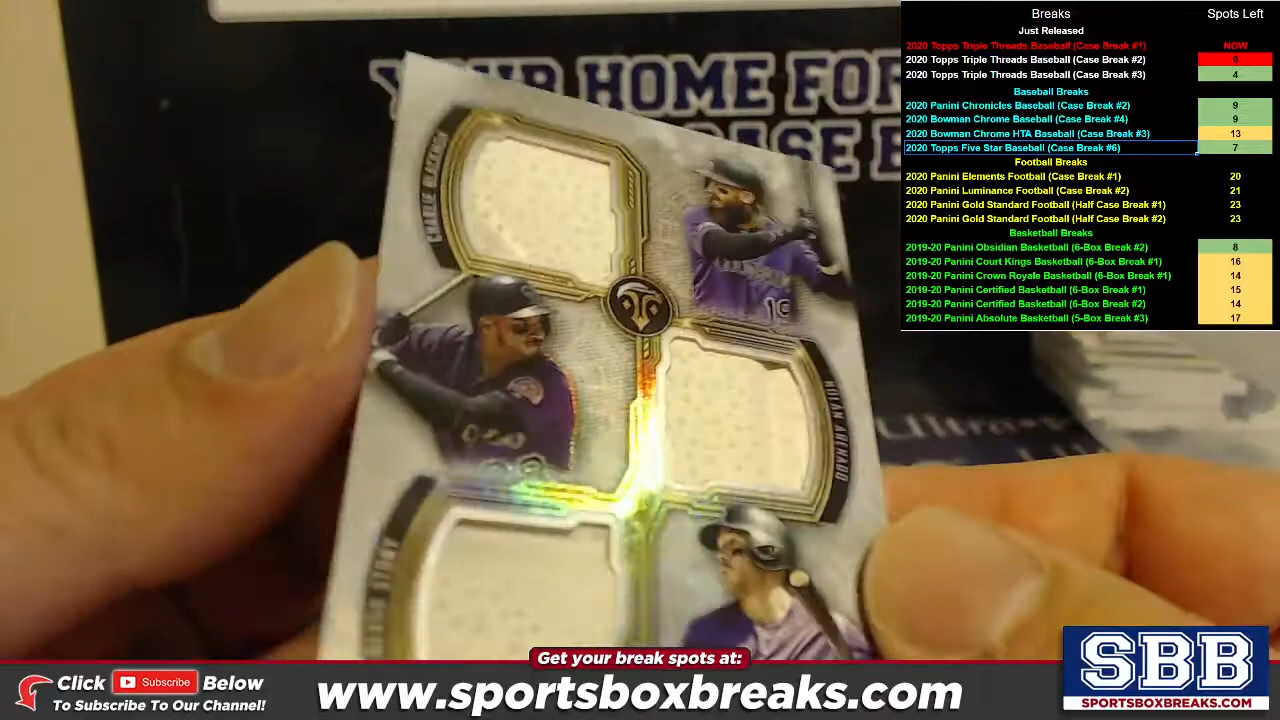 Breaks Spots Left
Just Released
2020 Topps Triple Threads Baseball (Case Break #1) NOW
2020 Topps Triple Threads Baseball (Case Break #2)
2020 Topps Triple Threads Baseball (Case Break #3) 4
Baseball Breaks
2020 Panini Chronicles Baseball (Case Break #2) 9
2020 Bowman Chrome Baseball (Case Break #4) 9
2020 Bowman Chrome HTA Baseball (Case Break #3) 13
2020 Topps Five Star Baseball (Case Break #6) 7
Football Breaks
2020 Panini Elements Football (Case Break #1) 20
2020 Panini Luminance Football (Case Break #2) 21
2020 Panini Gold Standard Football (Half Case Break #1) 23
2020 Panini Gold Standard Football (Half Case Break #2) 23
Basketball Breaks
2019-20 Panini Obsidian Basketball (6-Box Break #2) 8
2019-20 Panini Court Kings Basketball (6-Box Break #1) 16
2019-20 Panini Crown Royale Basketball (6-Box Break #1) 14
2019-20 Panini Certified Basketball (6-Box Break #1) 15
2019-20 Panini Certified Basketball (6-Box Break #2) 14
2019-20 Panini Absolute Basketball (5-Box Break #3) 17
HOME FOR
CHARLIE
19
NOLAN ARENADO
Ultra
Get your break spots at:
Click Subscribe Below
To Subscribe To Our Channel!
www.sportsboxbreaks.com
SBB
SPORTSBOXBREAKS.COM